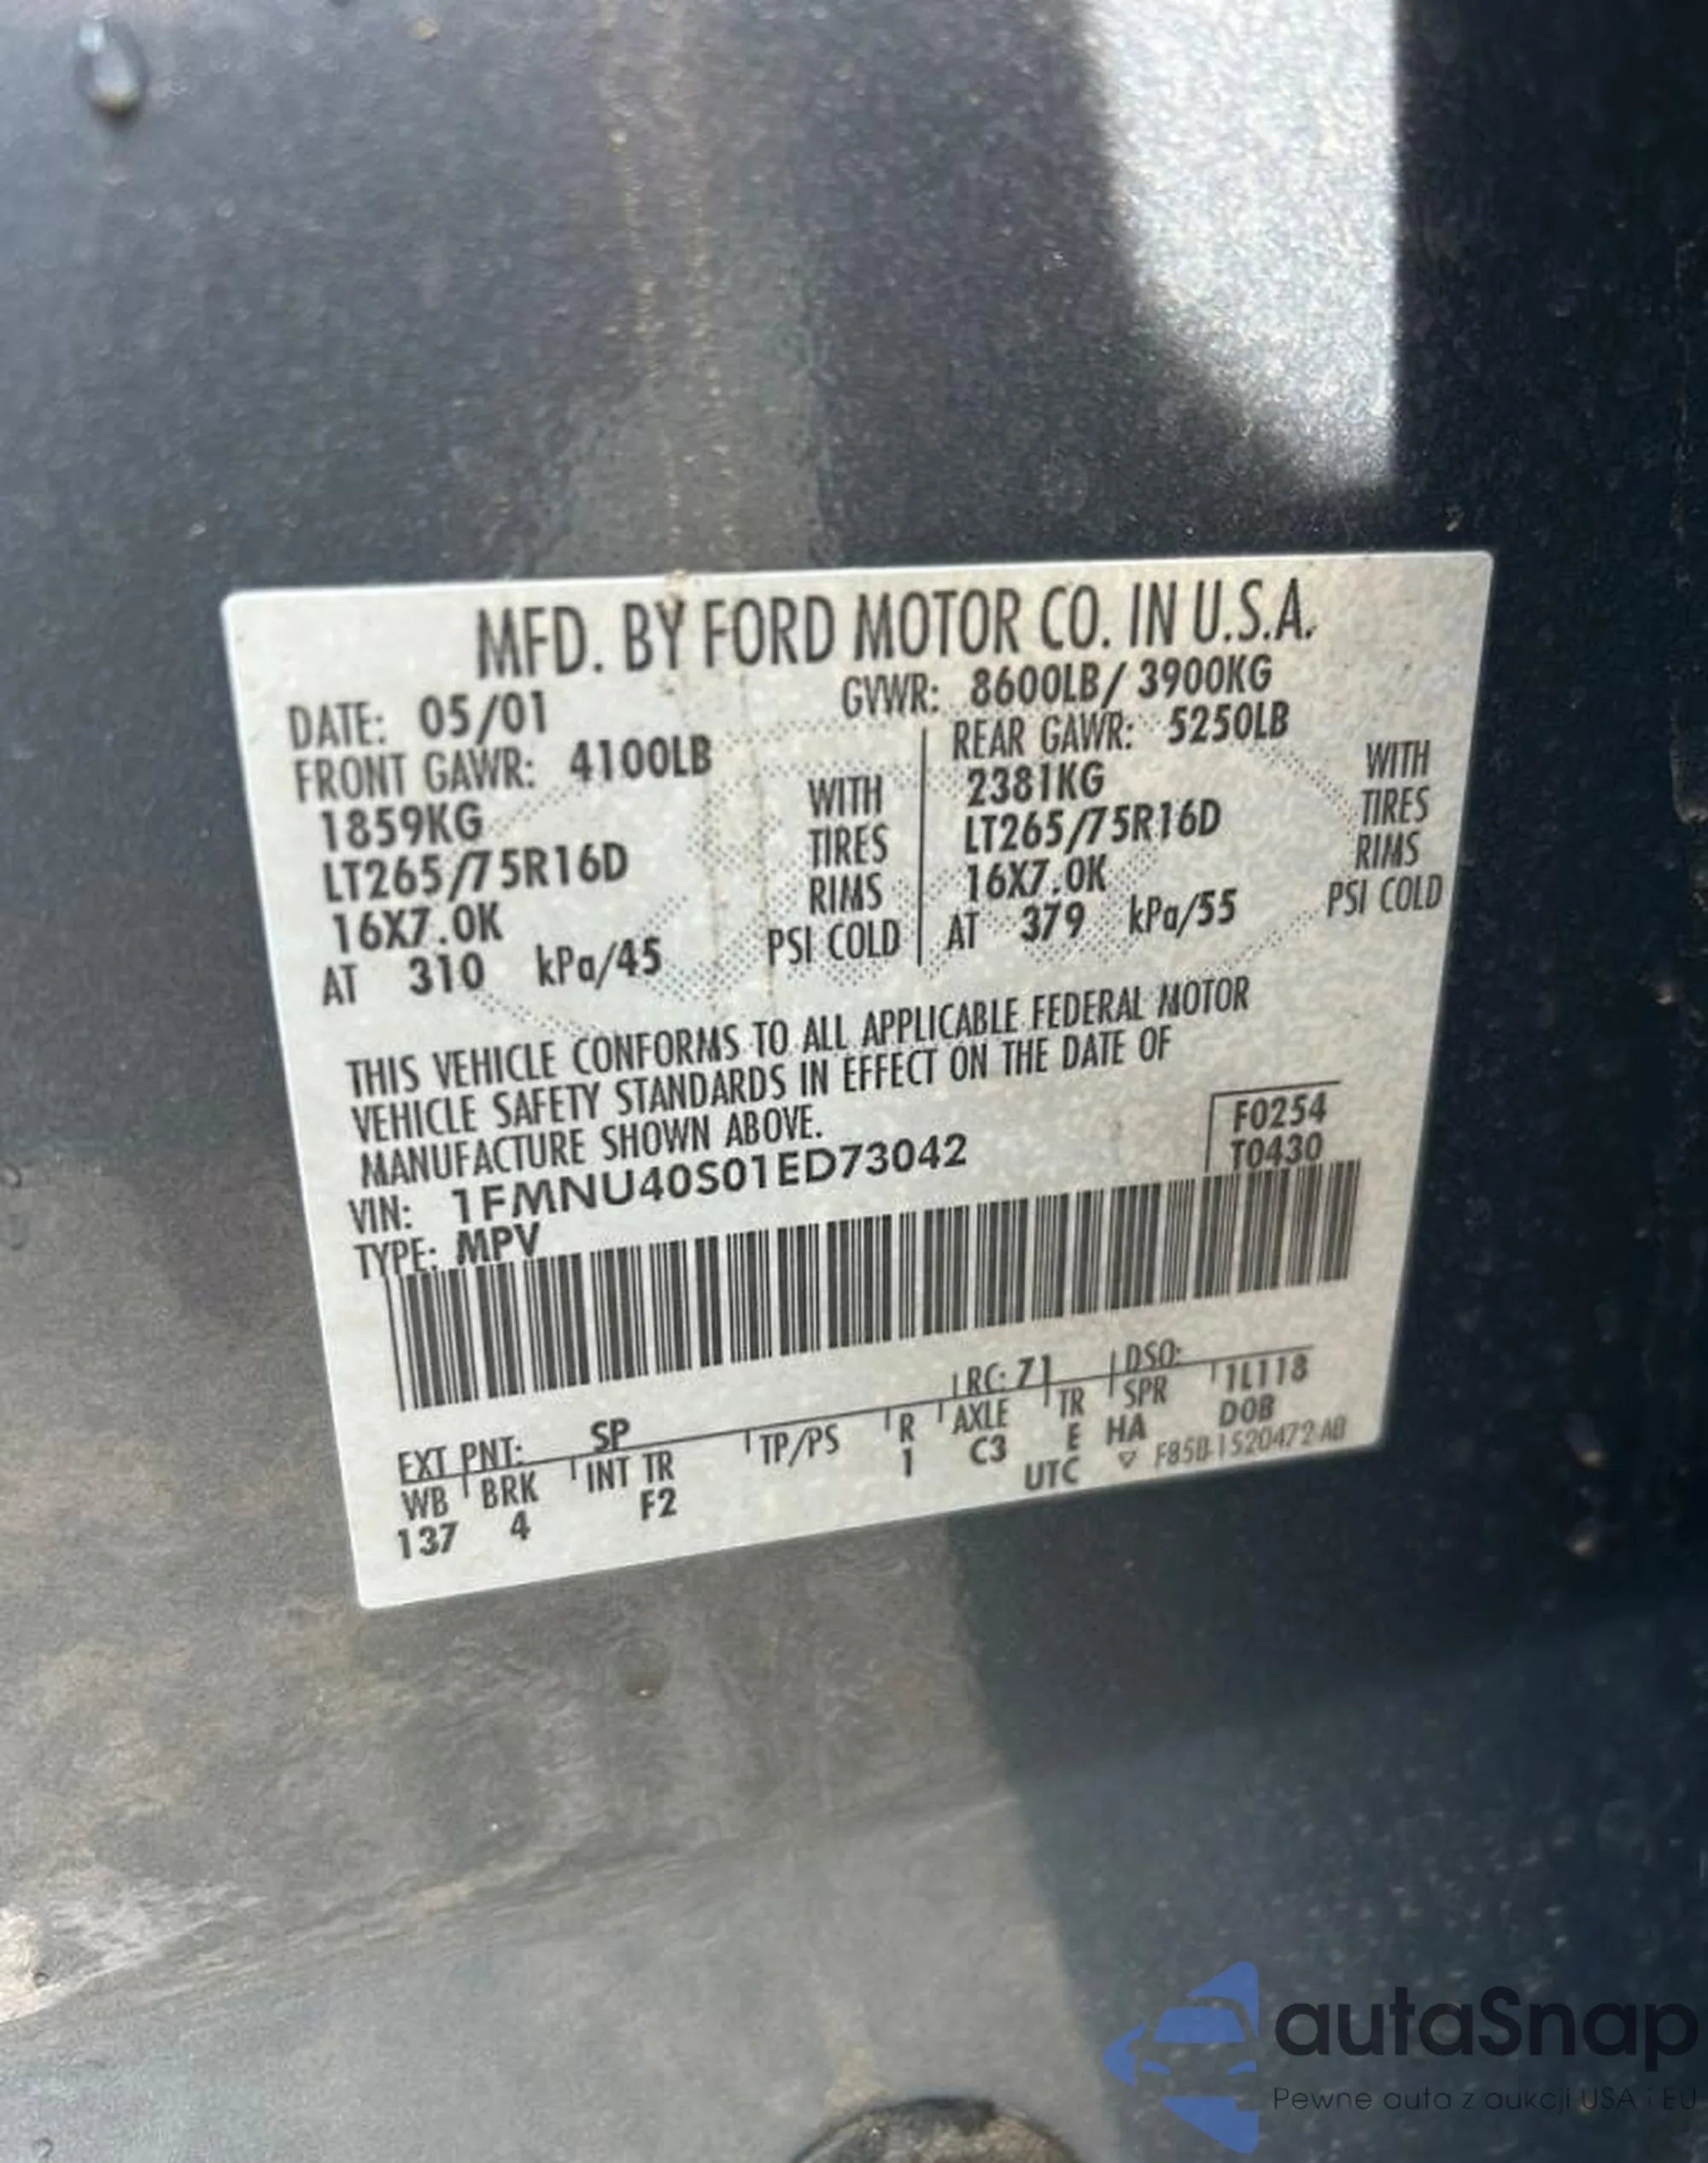 MFD. BY FORD MOTOR CO. IN U.S.A.
DATE: 05/01 GVWR: 8600LB/ 3900KG
FRONT GAWR: 4100LB REAR GAWR: 5250LB
1859KG WITH 2381KG WITH
LT265/75R16D TIRES LT265/75R16D TIRES
16X7.0K RIMS 16X7.0K RIMS
AT 310 kPa/45 PSI COLD AT 379 kPa/55 PSI COLD
THIS VEHICLE CONFORMS TO ALL APPLICABLE FEDERAL MOTOR
VEHICLE SAFETY STANDARDS IN EFFECT ON THE DATE OF
MANUFACTURE SHOWN ABOVE.
F0254
VIN: 1FMNU40S01ED73042 T0430
TYPE: MPV
EXT PNT: SP RC: 71 DSO:
WB BRK INT TR TP/PS R AXLE TR SPR 1L118
137 4 F2 1 C3 E HA DOB
UTC ▽ F85B-1520472-AB
autaSnap
Pewne auta z aukcji USA i EU